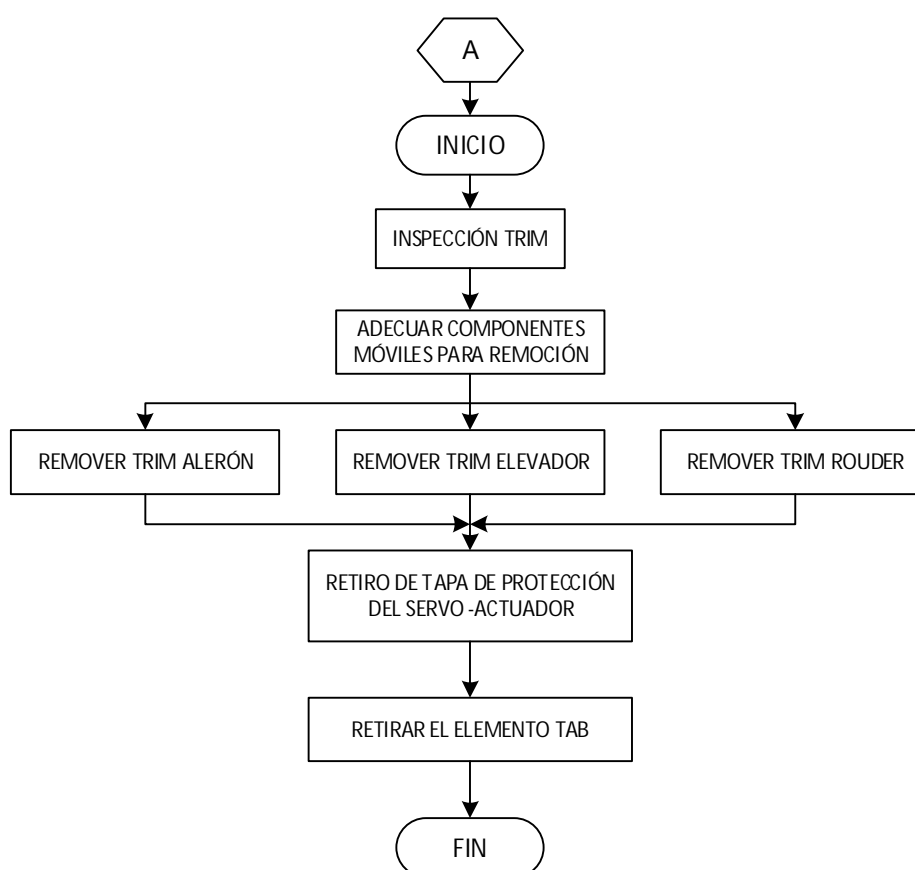 A
INICIO
INSPECCIÓN TRIM
ADECUAR COMPONENTES
MÓVILES PARA REMOCIÓN
REMOVER TRIM ALERÓN
REMOVER TRIM ELEVADOR
REMOVER TRIM ROUDER
RETIRO DE TAPA DE PROTECCIÓN
DEL SERVO -ACTUADOR
RETIRAR EL ELEMENTO TAB
FIN